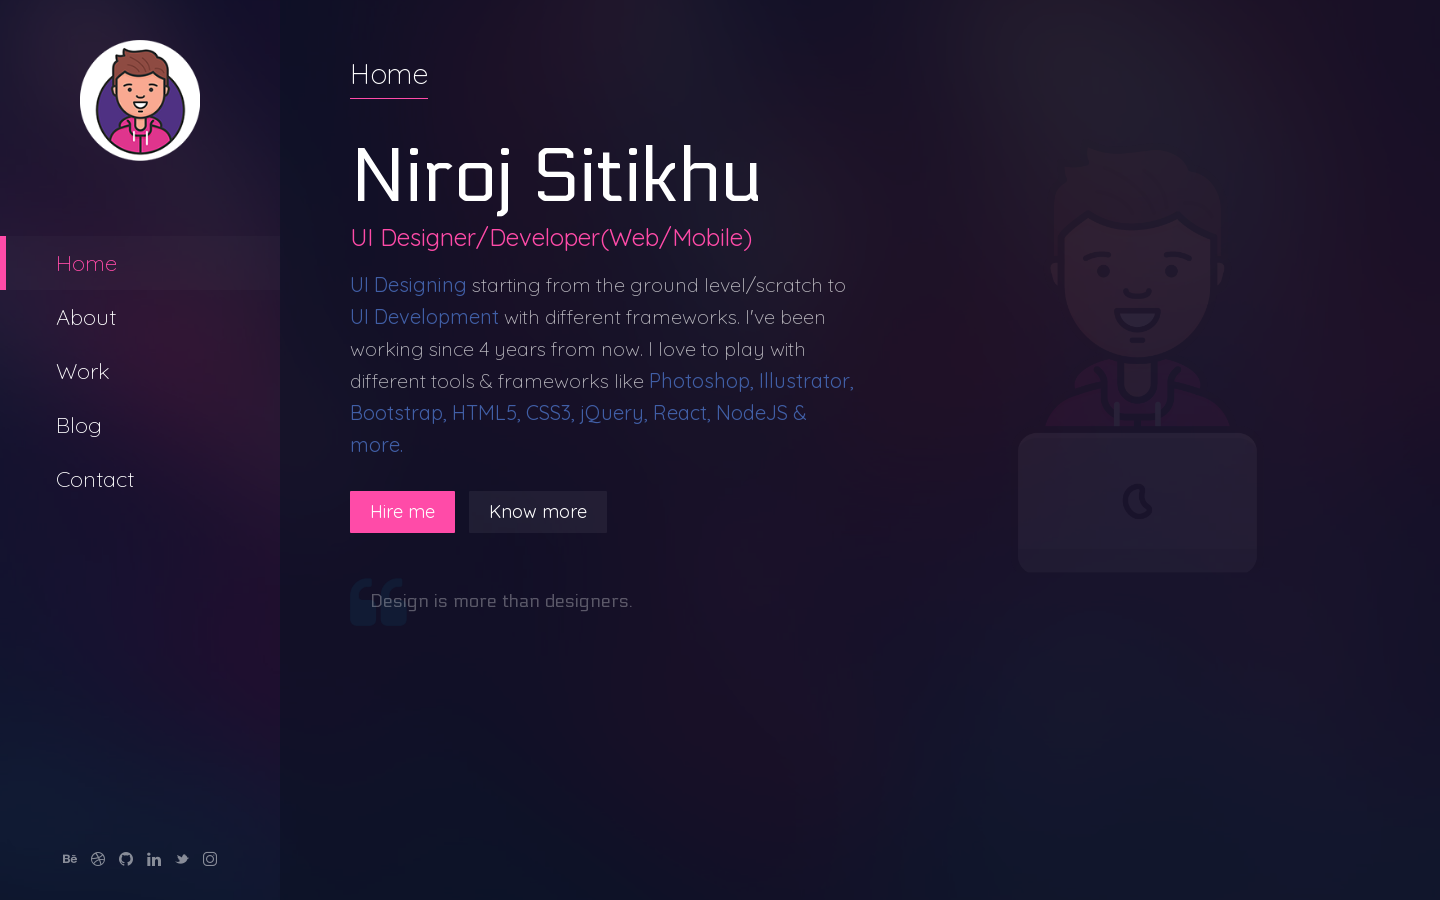 Home
About
Work
Blog
Contact
Bē
Home
Niroj Sitikhu
UI Designer/Developer(Web/Mobile)
UI Designing starting from the ground level/scratch to
UI Development with different frameworks. I've been
working since 4 years from now. I love to play with
different tools & frameworks like Photoshop, Illustrator,
Bootstrap, HTML5, CSS3, jQuery, React, NodeJS &
more.
Hire me
Know more
Design is more than designers.